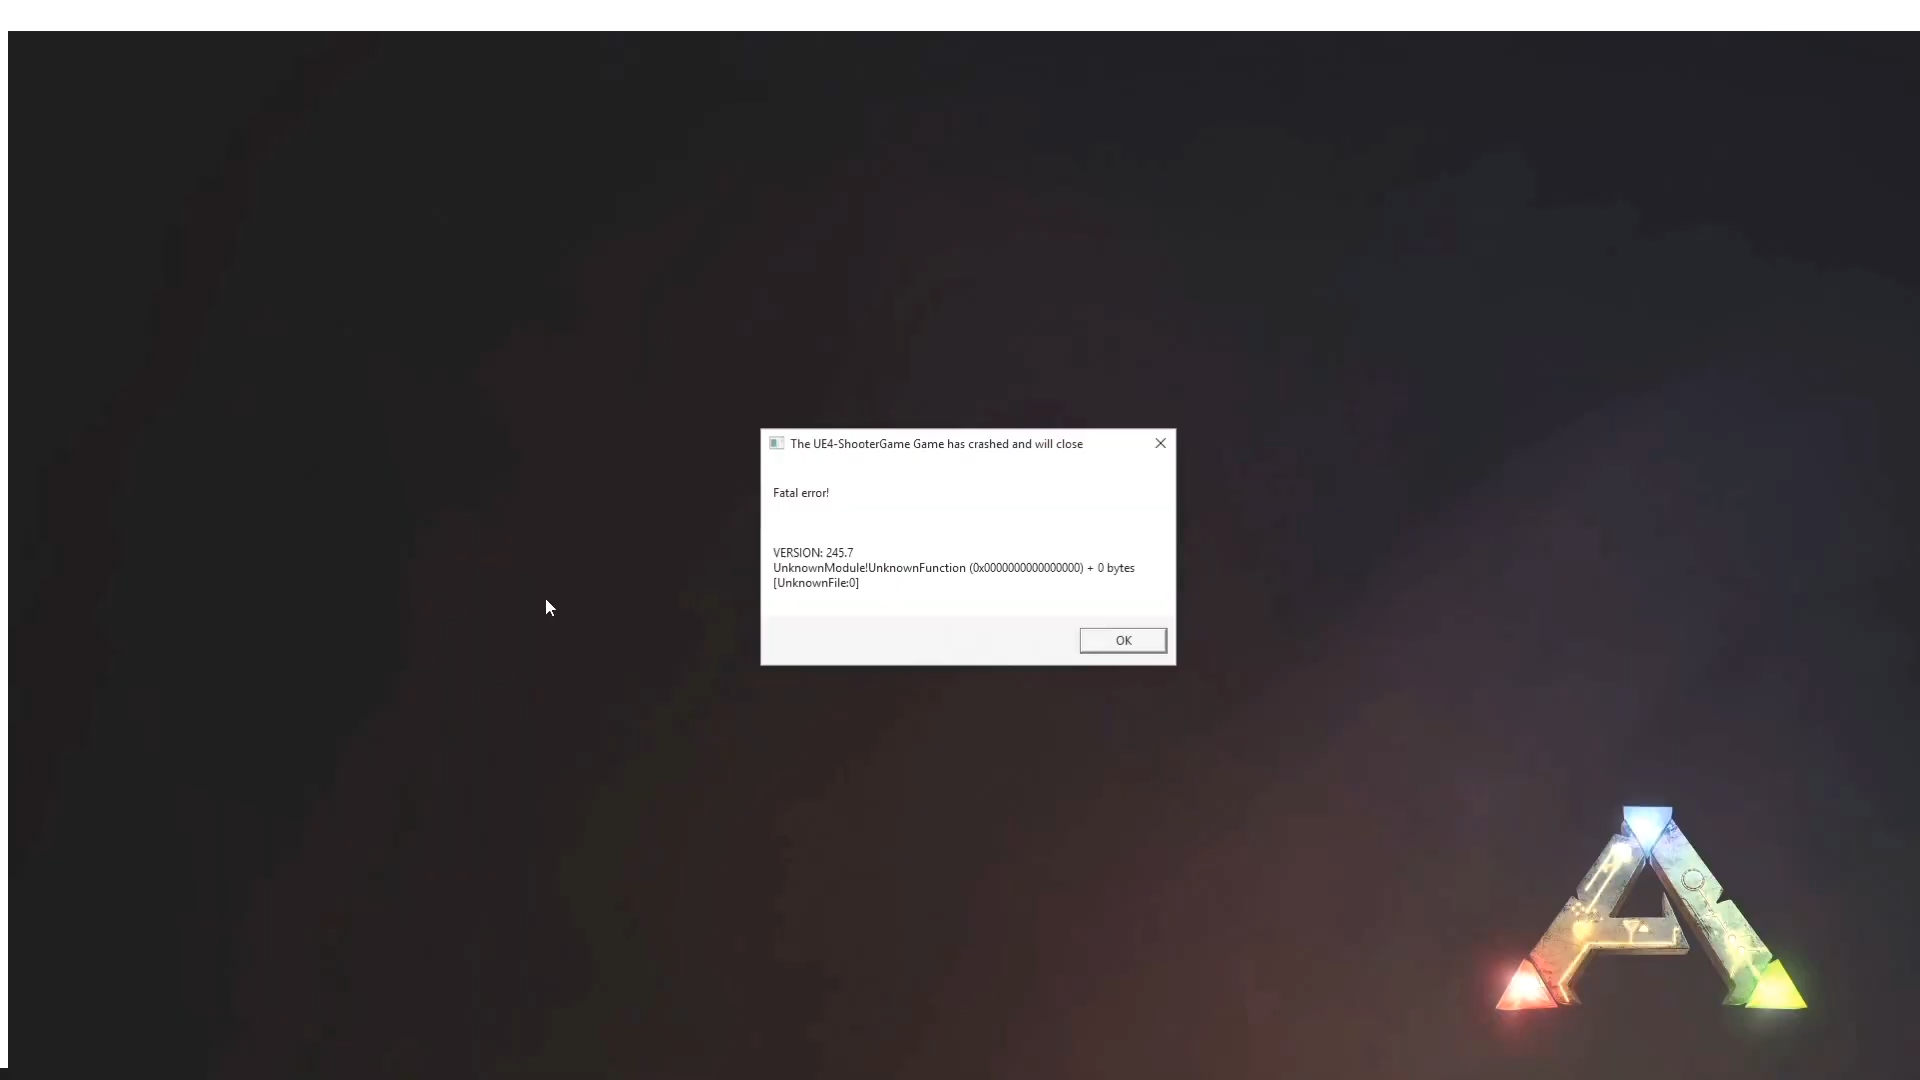 The UE4-ShooterGame Game has crashed and will close
Fatal error!
VERSION: 245.7
UnknownModule!UnknownFunction (0x0000000000000000) + 0 bytes
[UnknownFile:0]
OK